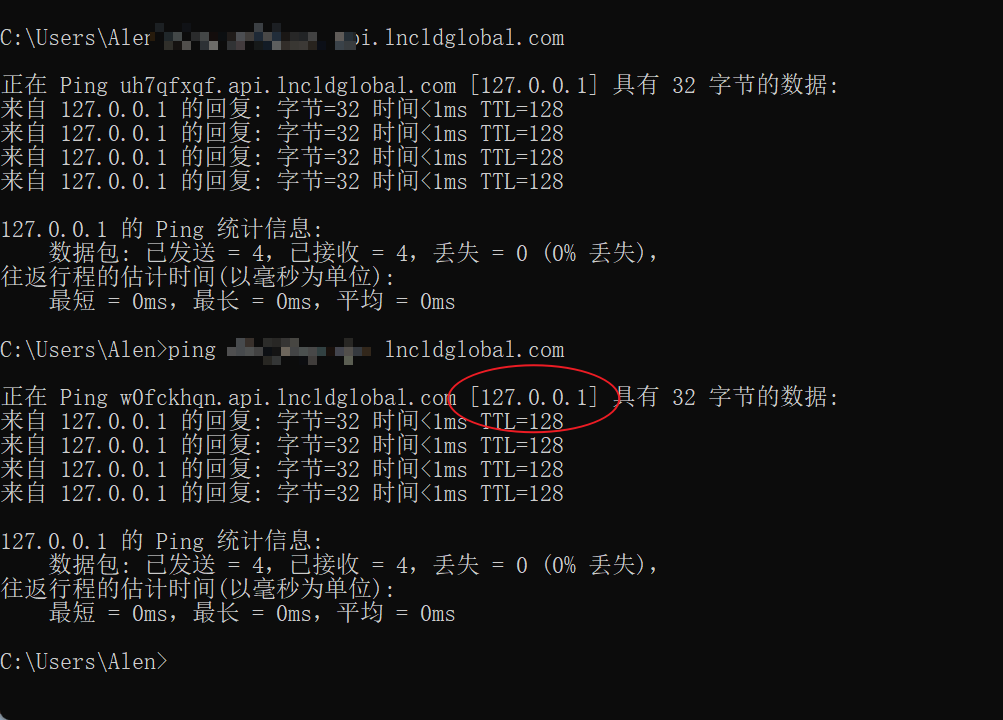 C:\Users\Alen pi.lncldglobal.com
正在 Ping uh7qfxqf.api.lncldglobal.com [127.0.0.1] 具有 32 字节的数据:
来自 127.0.0.1 的回复: 字节=32 时间<1ms TTL=128
来自 127.0.0.1 的回复: 字节=32 时间<1ms TTL=128
来自 127.0.0.1 的回复: 字节=32 时间<1ms TTL=128
来自 127.0.0.1 的回复: 字节=32 时间<1ms TTL=128
127.0.0.1 的 Ping 统计信息:
数据包: 已发送 = 4，已接收 = 4，丢失 = 0 (0% 丢失)，
往返行程的估计时间(以毫秒为单位):
最短 = 0ms，最长 = 0ms，平均 = 0ms
C:\Users\Alen>ping lncldglobal.com
正在 Ping w0fckhqn.api.lncldglobal.com [127.0.0.1] 具有 32 字节的数据:
来自 127.0.0.1 的回复: 字节=32 时间<1ms TTL=128
来自 127.0.0.1 的回复: 字节=32 时间<1ms TTL=128
来自 127.0.0.1 的回复: 字节=32 时间<1ms TTL=128
来自 127.0.0.1 的回复: 字节=32 时间<1ms TTL=128
127.0.0.1 的 Ping 统计信息:
数据包: 已发送 = 4，已接收 = 4，丢失 = 0 (0% 丢失)，
往返行程的估计时间(以毫秒为单位):
最短 = 0ms，最长 = 0ms，平均 = 0ms
C:\Users\Alen>